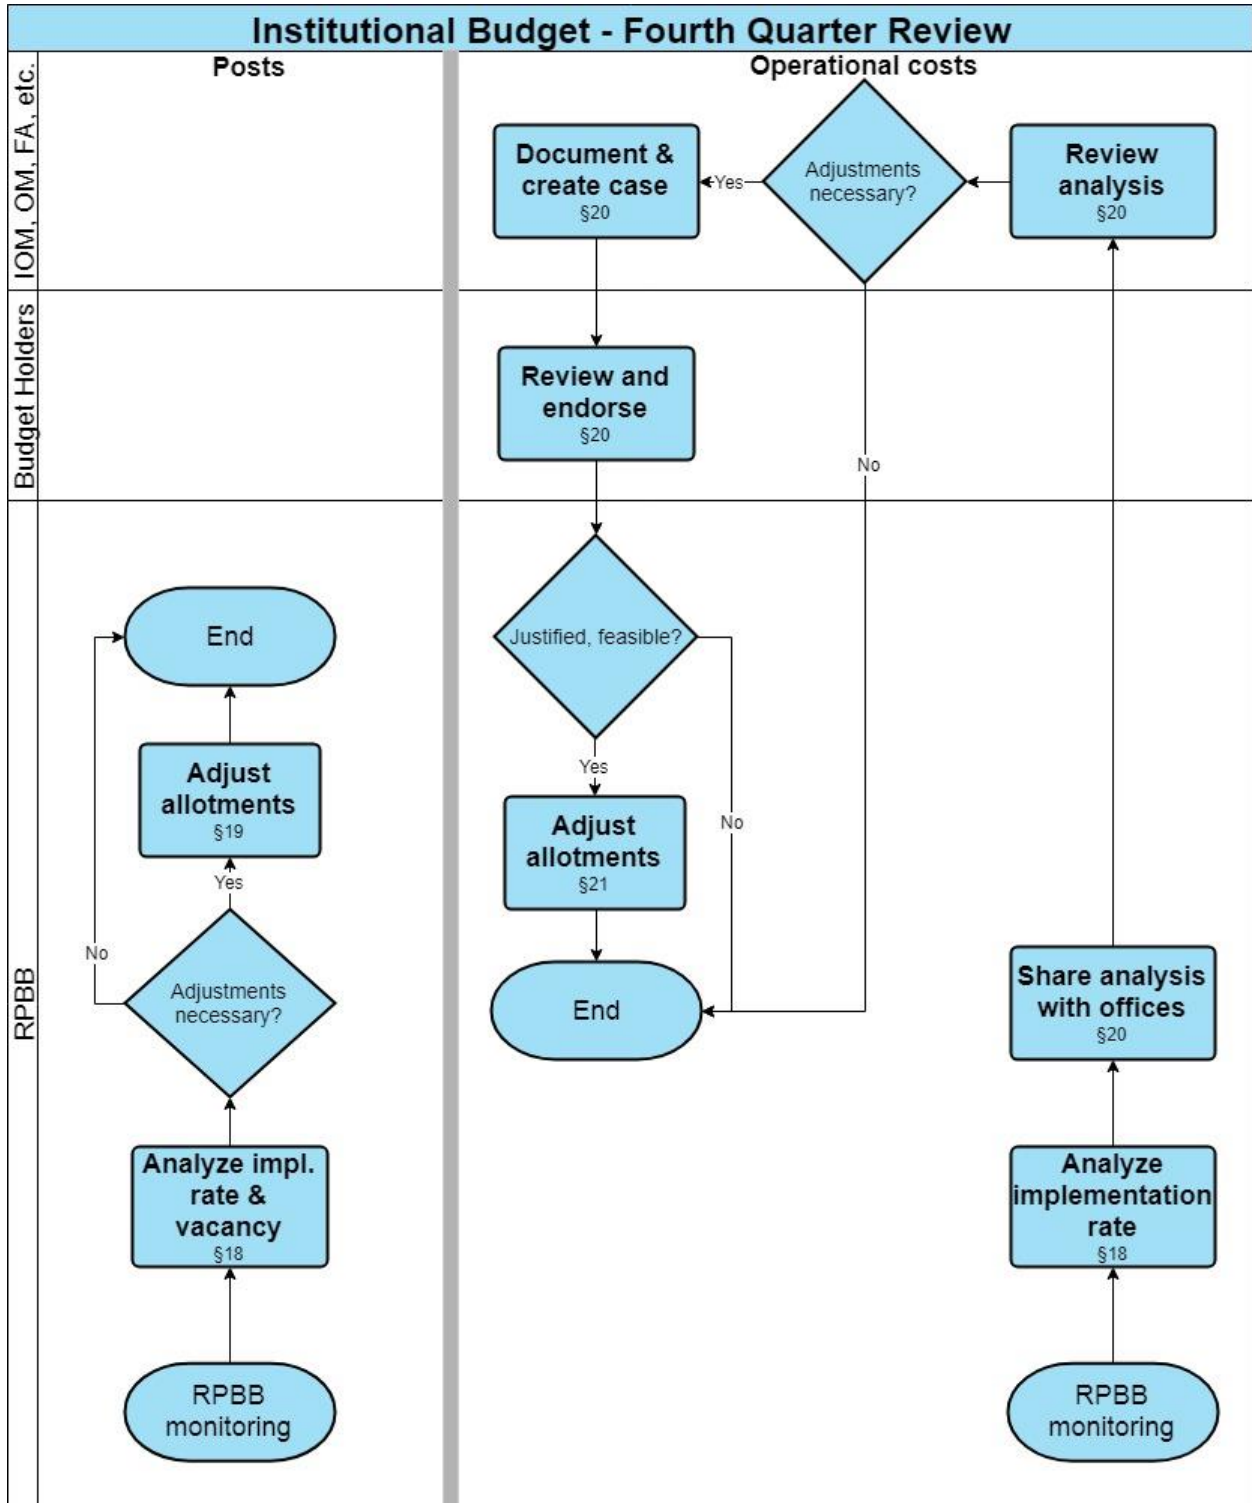 Institutional Budget - Fourth Quarter Review
Posts
Operational costs
IOM, OM, FA, etc.
Document &
create case
§20
Yes
Adjustments
necessary?
Review
analysis
§20
Budget Holders
Review and
endorse
§20
No
RPBB
End
Adjust
allotments
§19
Yes
No
Adjustments
necessary?
Analyze impl.
rate &
vacancy
§18
RPBB
monitoring
Justified, feasible?
Yes
No
Adjust
allotments
§21
End
Share analysis
with offices
§20
Analyze
implementation
rate
§18
RPBB
monitoring